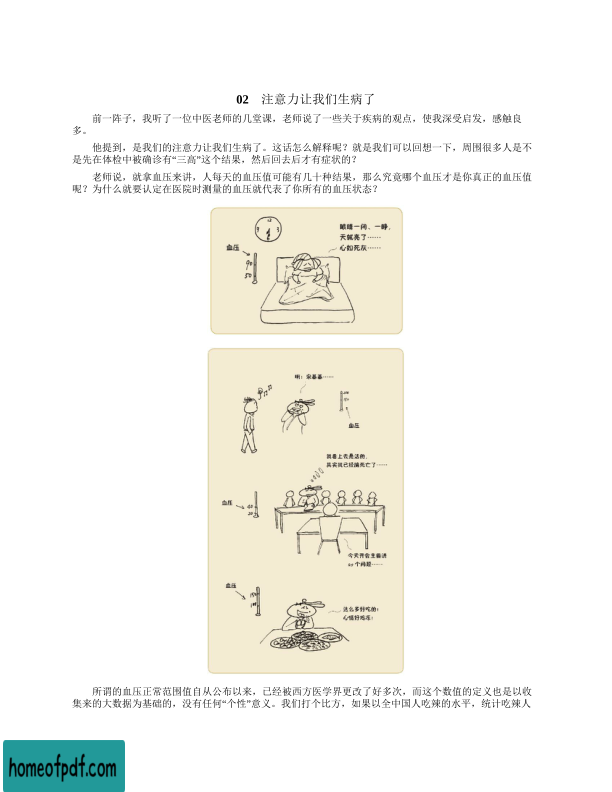 02 注意力让我们生病了
前一阵子，我听了一位中医老师的几堂课，老师说了一些关于疾病的观点，使我深受启发，感触良
多。
他提到，是我们的注意力让我们生病了。这话怎么解释呢？就是我们可以回想一下，周围很多人是不
是先在体检中被确诊有“三高”这个结果，然后回去后才有症状的？
老师说，就拿血压来讲，人每天的血压值可能有几十种结果，那么究竟哪个血压才是你真正的血压值
呢？为什么就要认定在医院时测量的血压就代表了你所有的血压状态？
眼睛一闭、一睁，
天就亮了……
心如死灰……
血压
90
50
血压
我看上去是活的，
其实我已经痛死亡了……
血压
今天开会主要讲
个问题……
血压
这么多好吃的：
心情好鸡冻：
所谓的血压正常范围值自从公布以来，已经被西方医学界更改了好多次，而这个数值的定义也是以收
集来的大数据为基础的，没有任何“个性”意义。我们打个比方，如果以全中国人吃辣的水平，统计吃辣人
homeofpdf.com